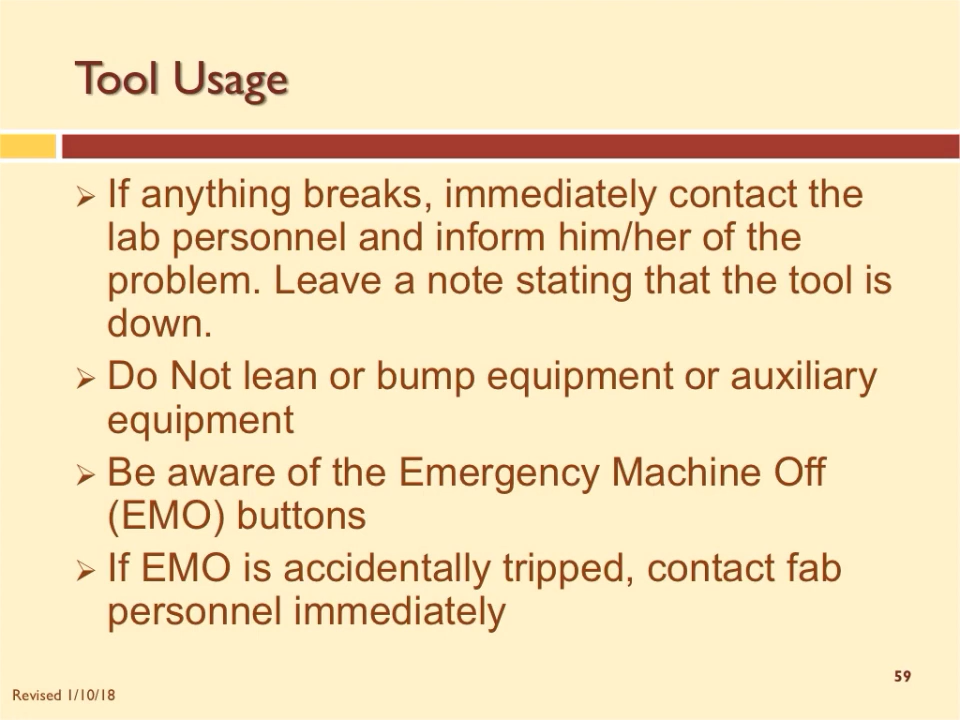 Tool Usage
➢ If anything breaks, immediately contact the
lab personnel and inform him/her of the
problem. Leave a note stating that the tool is
down.
➢ Do Not lean or bump equipment or auxiliary
equipment
➢ Be aware of the Emergency Machine Off
(EMO) buttons
➢ If EMO is accidentally tripped, contact fab
personnel immediately
59
Revised 1/10/18